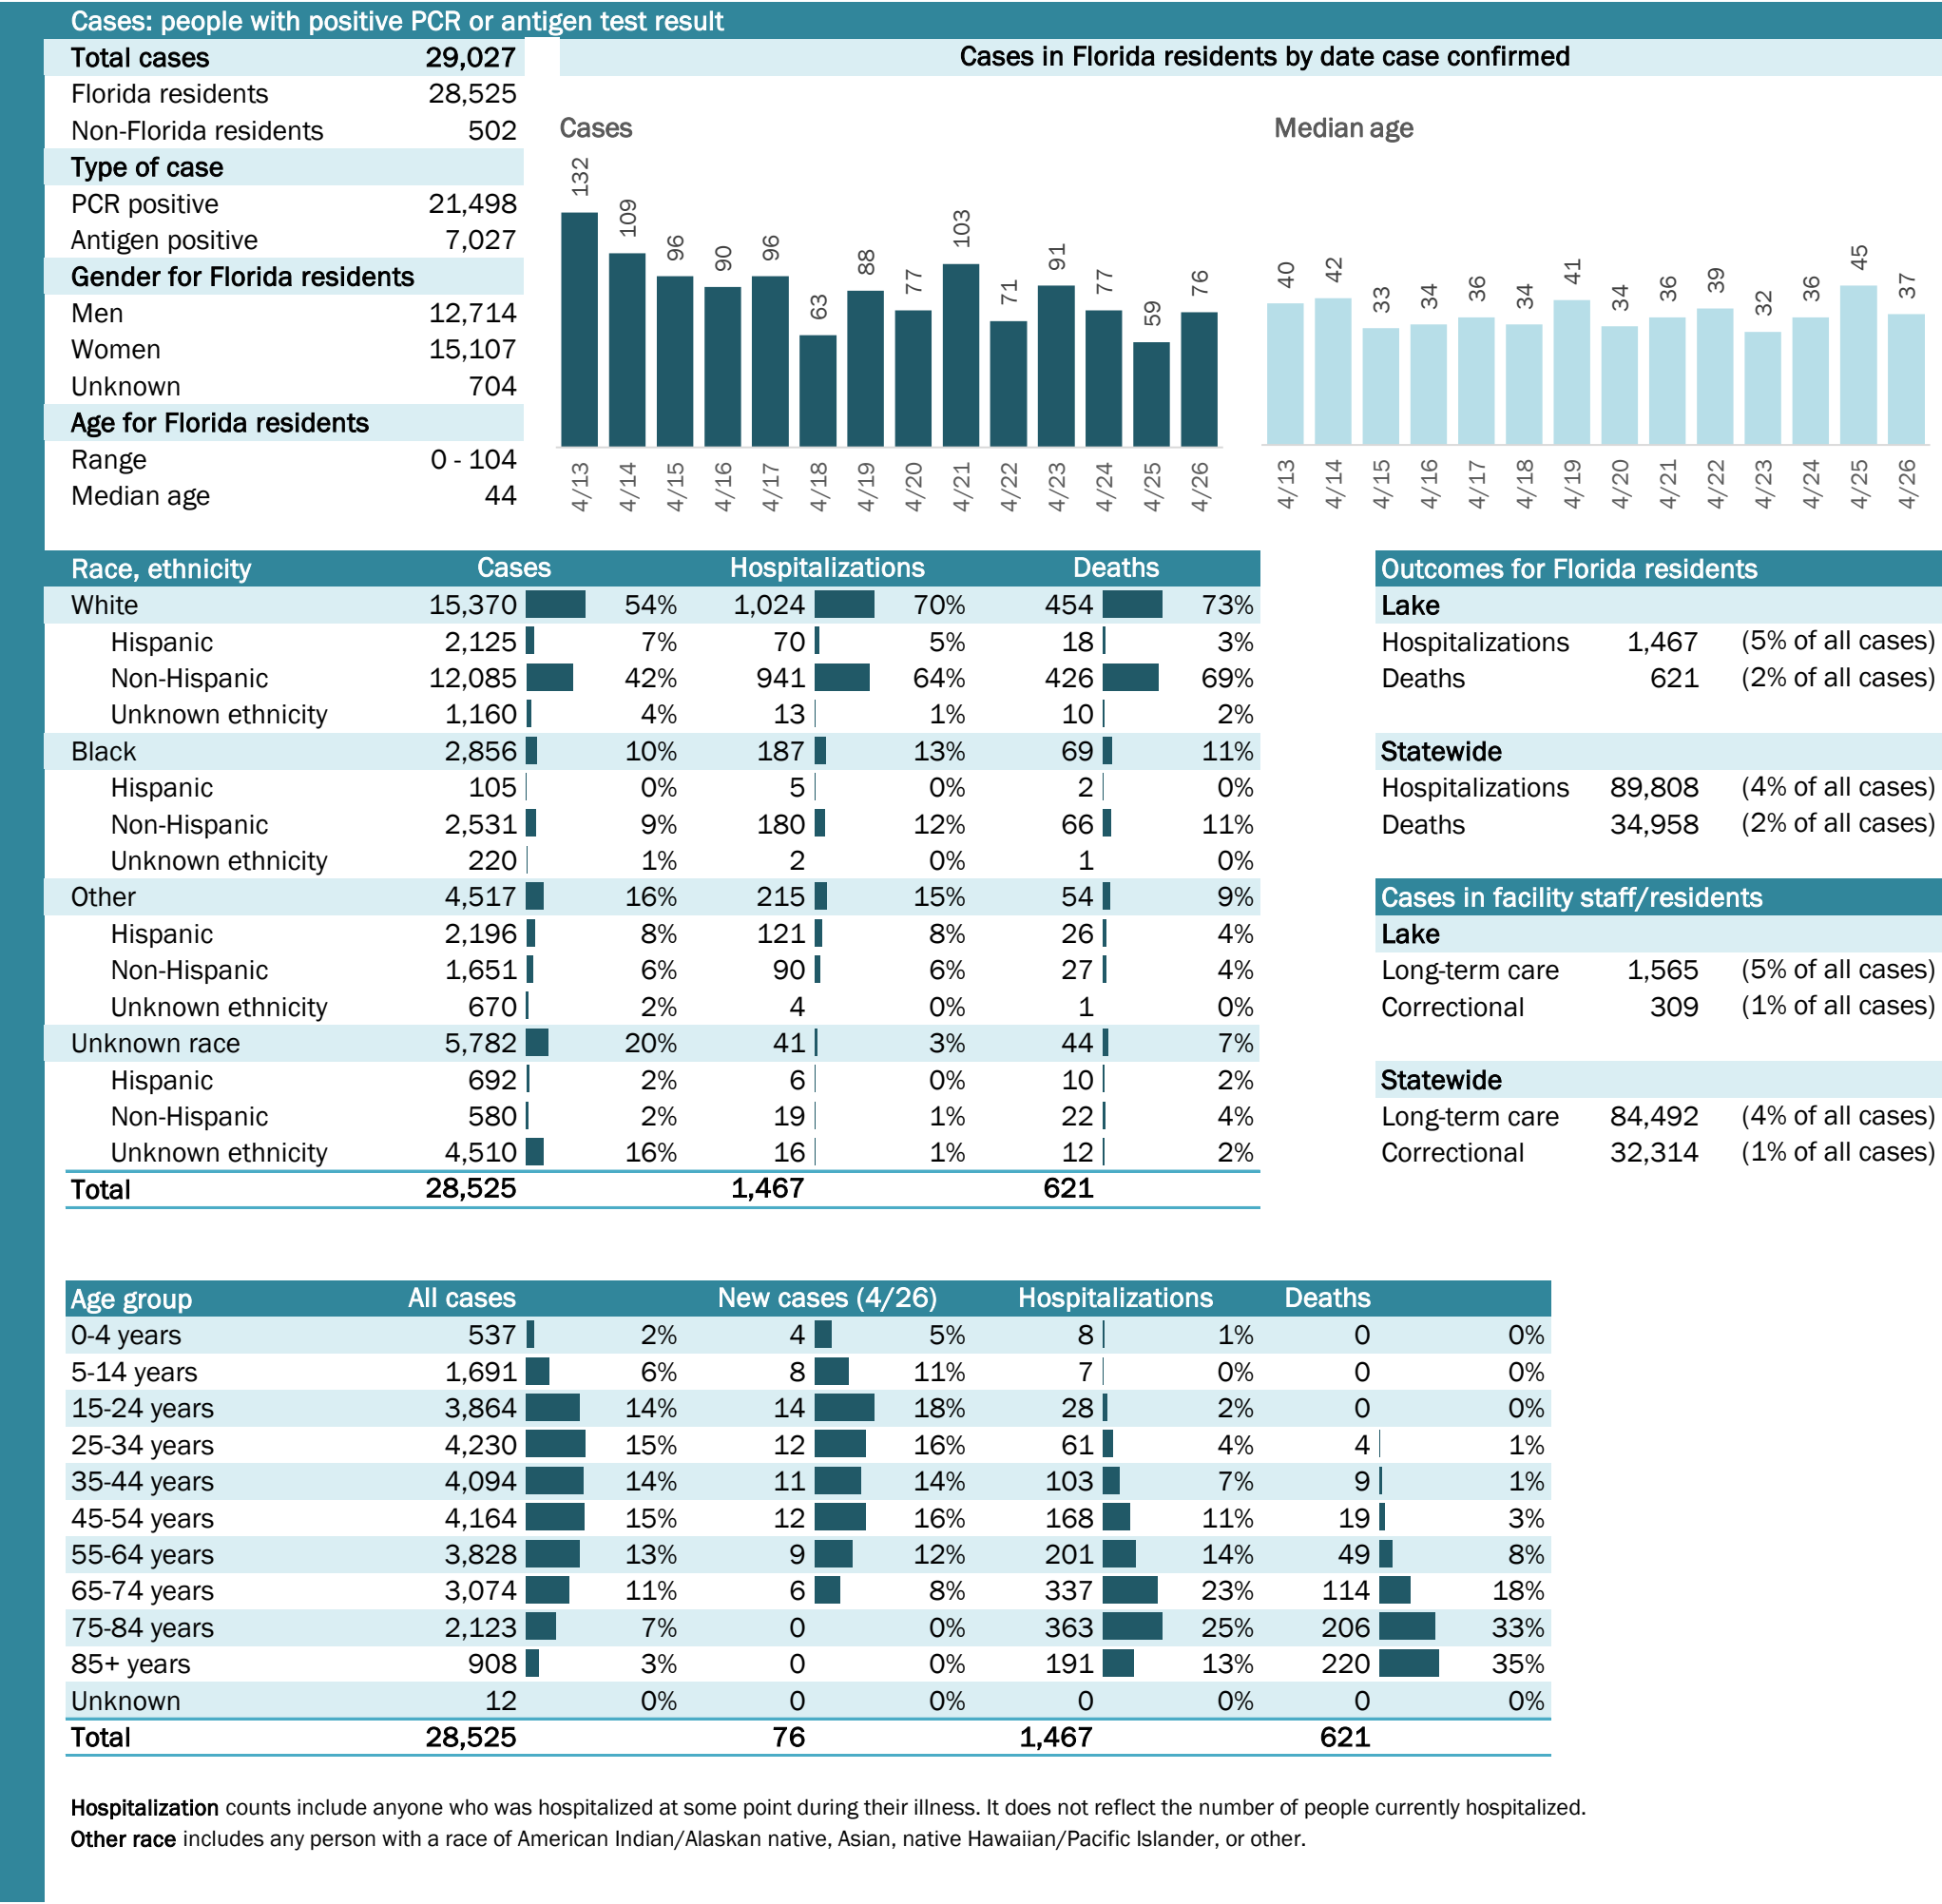 Cases: people with positive PCR or antigen test result
Total cases 29,027
Florida residents 28,525
Non-Florida residents 502
Type of case
PCR positive 21,498
Antigen positive 7,027
Gender for Florida residents
Men 12,714
Women 15,107
Unknown 704
Age for Florida residents
Range 0 - 104
Median age 44
Cases in Florida residents by date case confirmed
Cases
132 109 96 90 96 63 88 77 103 71 91 77 59 76
4/13 4/14 4/15 4/16 4/17 4/18 4/19 4/20 4/21 4/22 4/23 4/24 4/25 4/26
Median age
40 42 33 34 36 34 41 34 36 39 32 36 45 37
4/13 4/14 4/15 4/16 4/17 4/18 4/19 4/20 4/21 4/22 4/23 4/24 4/25 4/26
Race, ethnicity Cases Hospitalizations Deaths
White 15,370 54% 1,024 70% 454 73%
Hispanic 2,125 7% 70 5% 18 3%
Non-Hispanic 12,085 42% 941 64% 426 69%
Unknown ethnicity 1,160 4% 13 1% 10 2%
Black 2,856 10% 187 13% 69 11%
Hispanic 105 0% 5 0% 2 0%
Non-Hispanic 2,531 9% 180 12% 66 11%
Unknown ethnicity 220 1% 2 0% 1 0%
Other 4,517 16% 215 15% 54 9%
Hispanic 2,196 8% 121 8% 26 4%
Non-Hispanic 1,651 6% 90 6% 27 4%
Unknown ethnicity 670 2% 4 0% 1 0%
Unknown race 5,782 20% 41 3% 44 7%
Hispanic 692 2% 6 0% 10 2%
Non-Hispanic 580 2% 19 1% 22 4%
Unknown ethnicity 4,510 16% 16 1% 12 2%
Total 28,525 1,467 621
Outcomes for Florida residents
Lake
Hospitalizations 1,467 (5% of all cases)
Deaths 621 (2% of all cases)
Statewide
Hospitalizations 89,808 (4% of all cases)
Deaths 34,958 (2% of all cases)
Cases in facility staff/residents
Lake
Long-term care 1,565 (5% of all cases)
Correctional 309 (1% of all cases)
Statewide
Long-term care 84,492 (4% of all cases)
Correctional 32,314 (1% of all cases)
Age group All cases New cases (4/26) Hospitalizations Deaths
0-4 years 537 2% 4 5% 8 1% 0 0%
5-14 years 1,691 6% 8 11% 7 0% 0 0%
15-24 years 3,864 14% 14 18% 28 2% 0 0%
25-34 years 4,230 15% 12 16% 61 4% 4 1%
35-44 years 4,094 14% 11 14% 103 7% 9 1%
45-54 years 4,164 15% 12 16% 168 11% 19 3%
55-64 years 3,828 13% 9 12% 201 14% 49 8%
65-74 years 3,074 11% 6 8% 337 23% 114 18%
75-84 years 2,123 7% 0 0% 363 25% 206 33%
85+ years 908 3% 0 0% 191 13% 220 35%
Unknown 12 0% 0 0% 0 0% 0 0%
Total 28,525 76 1,467 621
Hospitalization counts include anyone who was hospitalized at some point during their illness. It does not reflect the number of people currently hospitalized.
Other race includes any person with a race of American Indian/Alaskan native, Asian, native Hawaiian/Pacific Islander, or other.